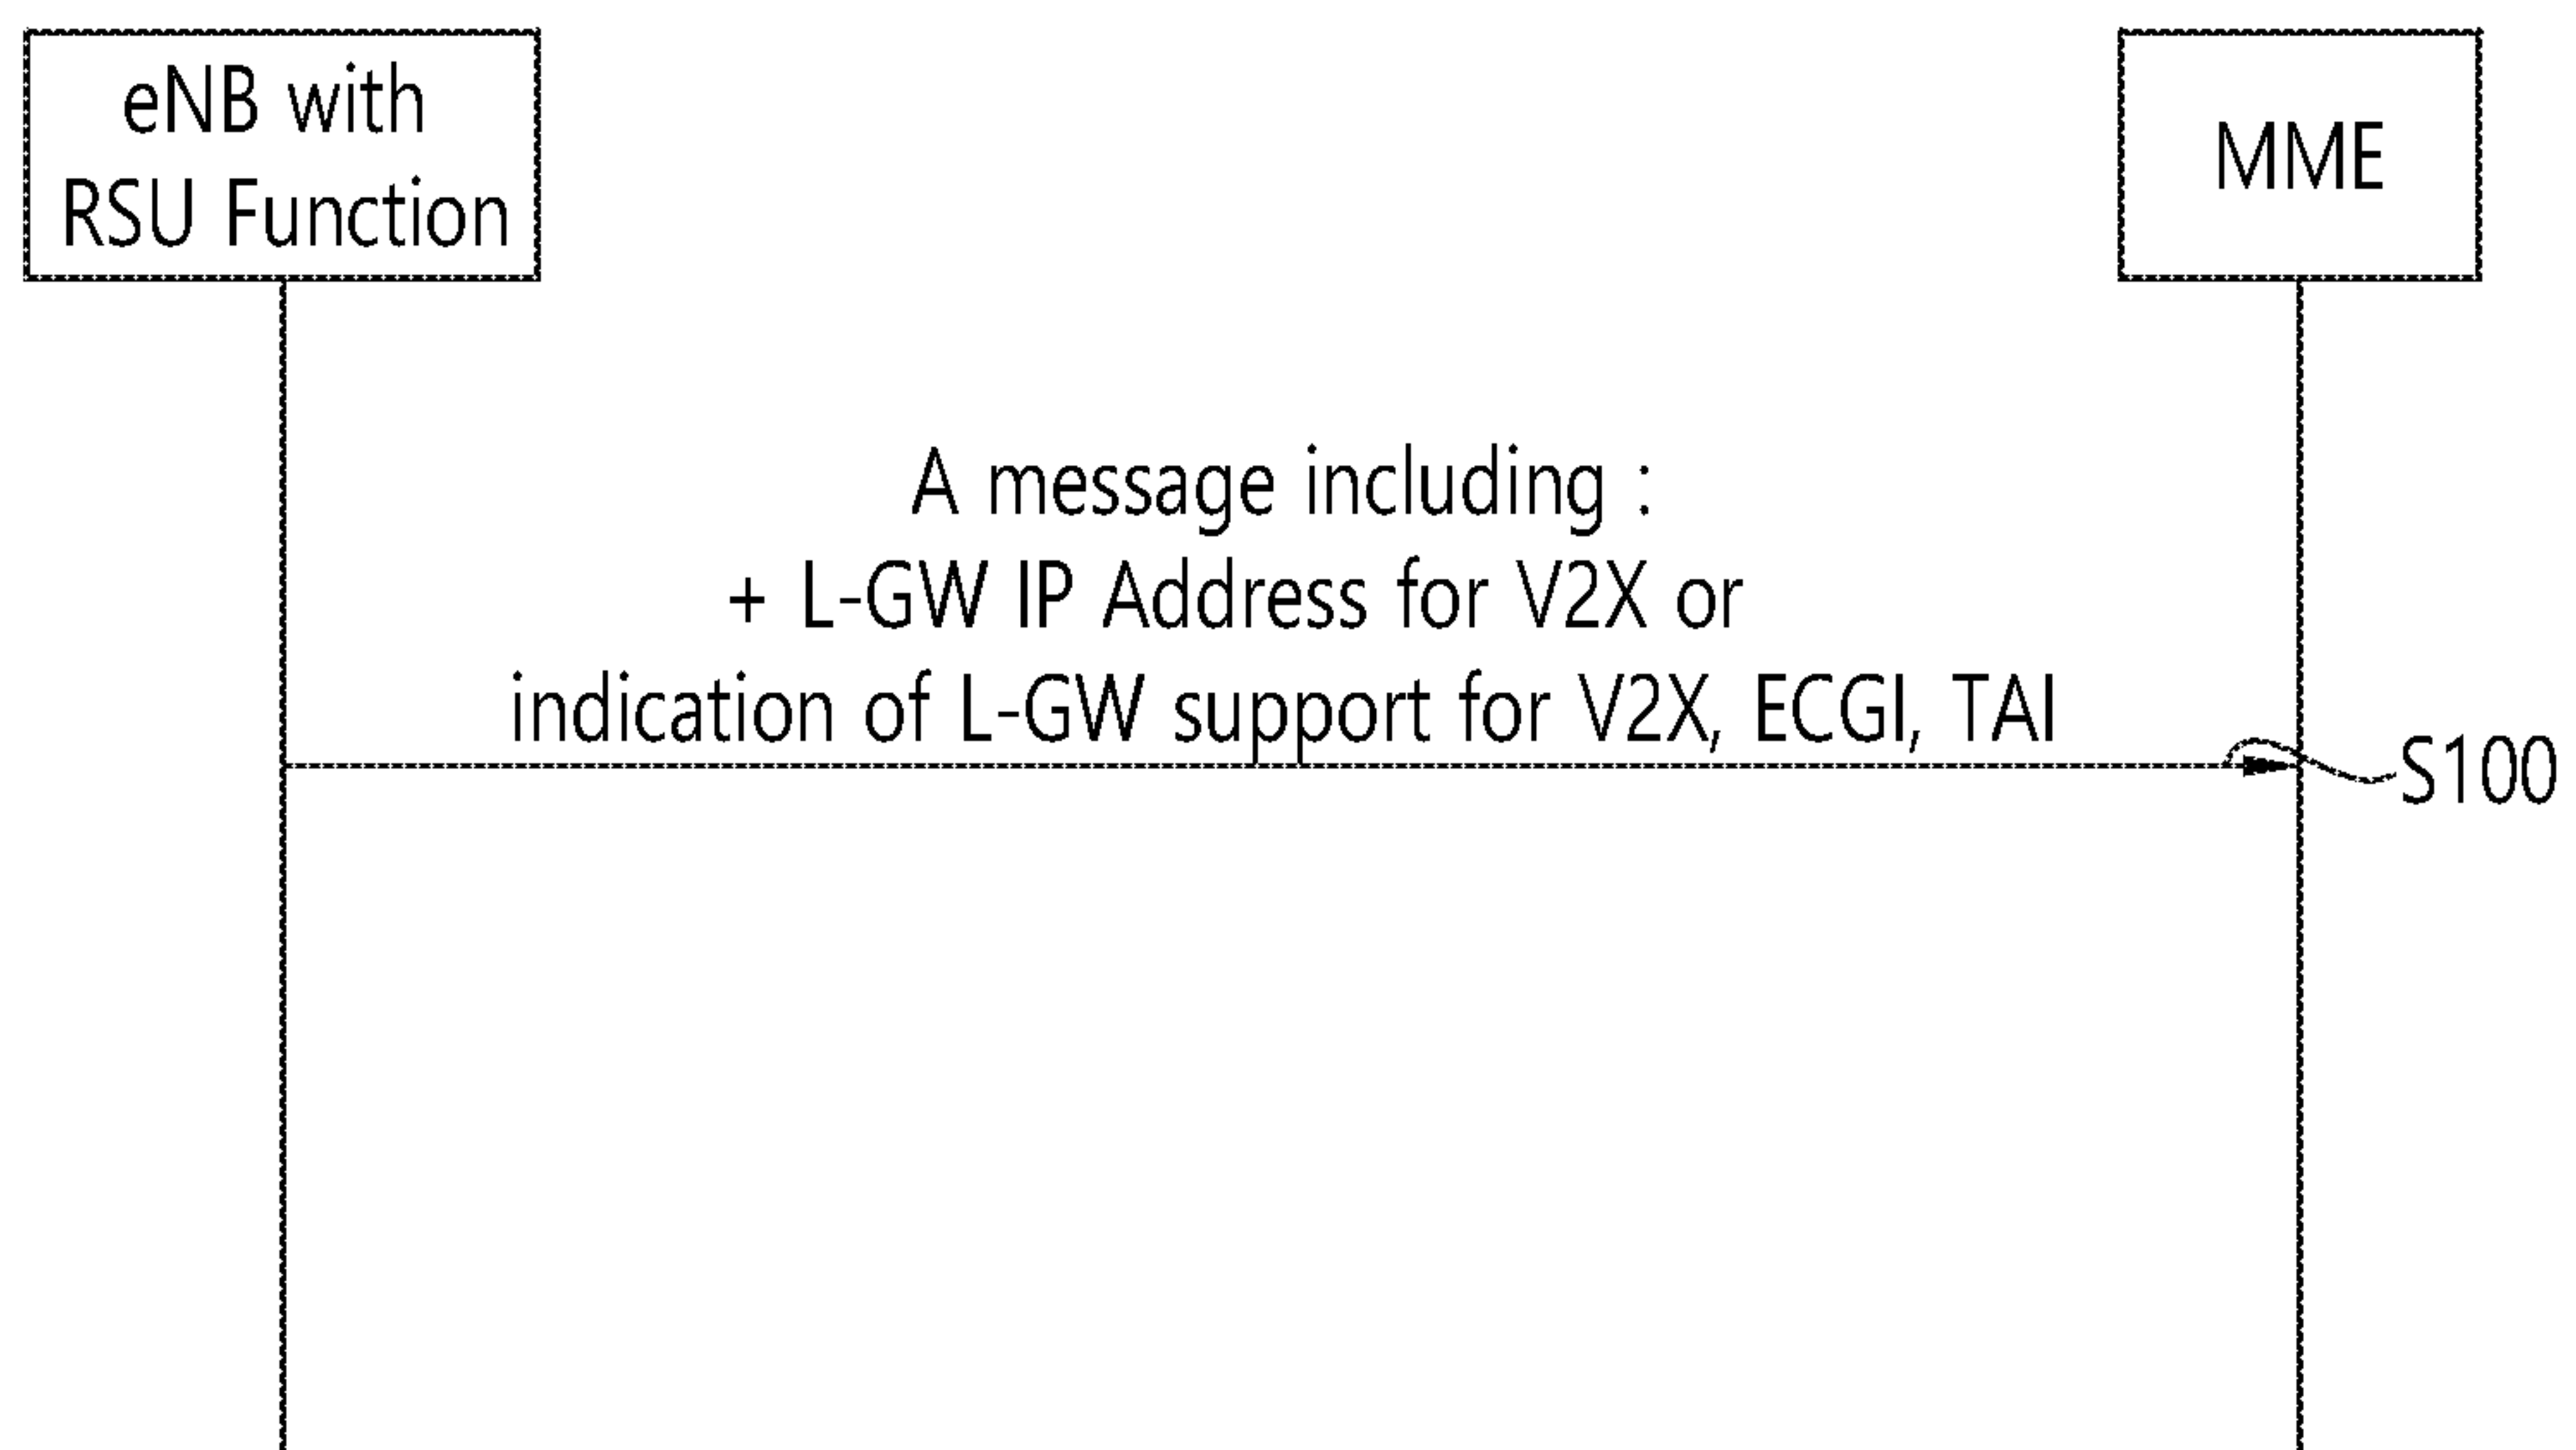 eNB with
RSU Function
MME
A message including :
+ L-GW IP Address for V2X or
indication of L-GW support for V2X, ECGI, TAI
S100